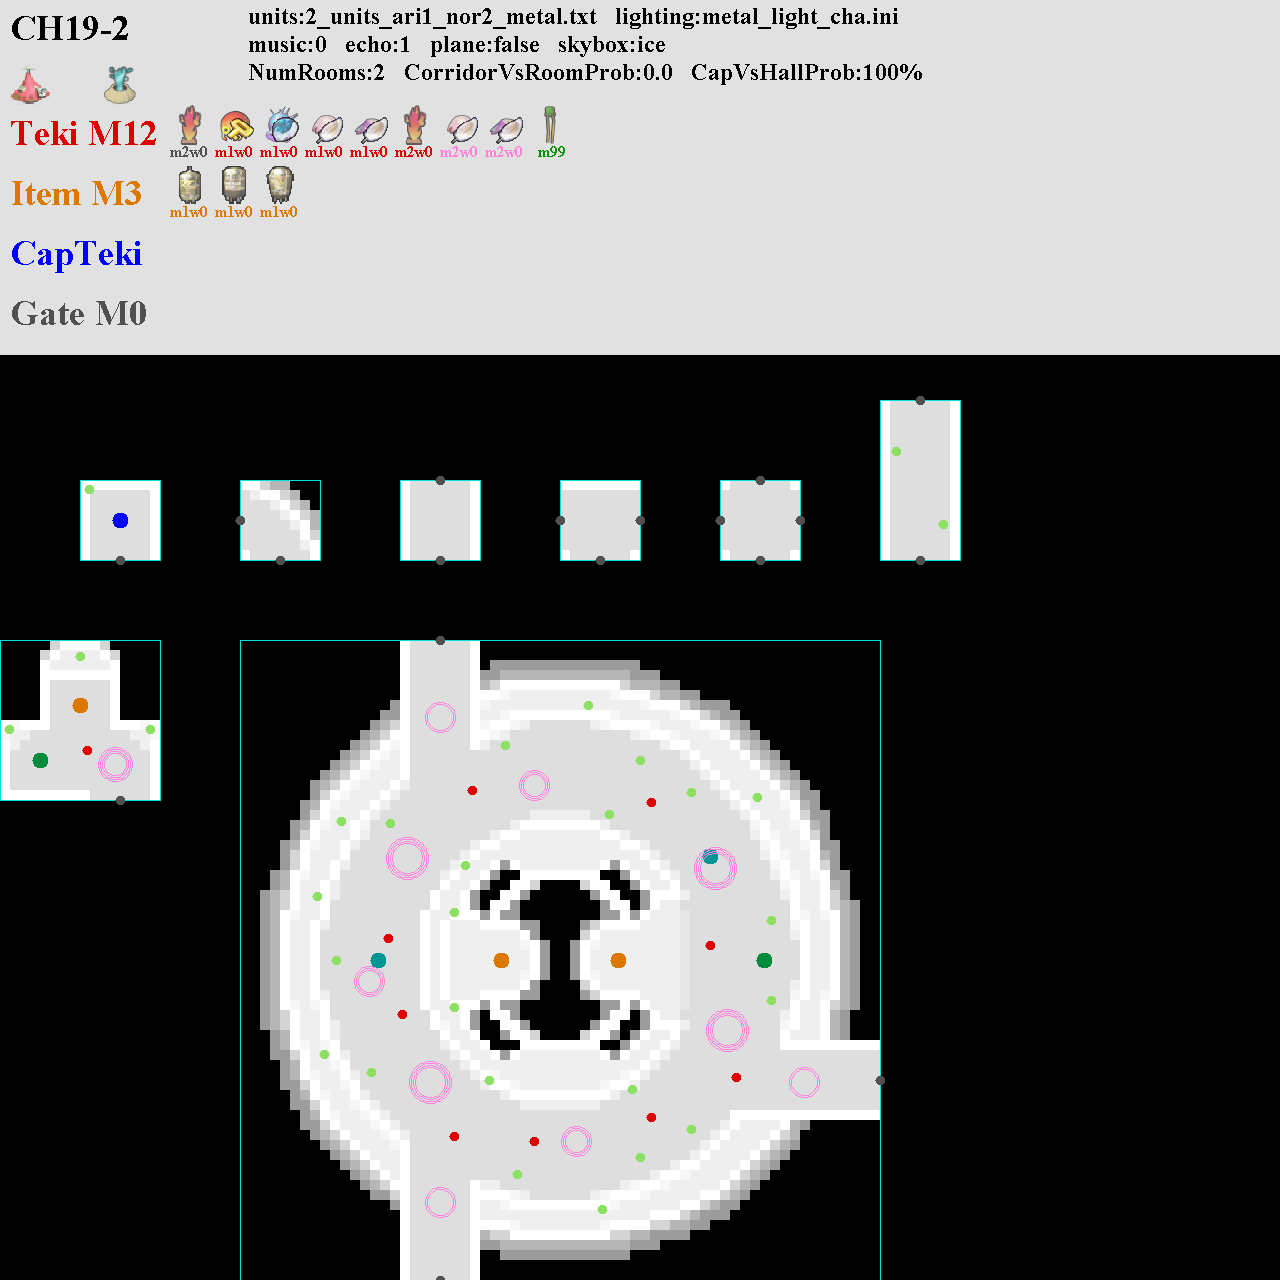 CH19-2
units:2_units_ari1_nor2_metal.txt lighting:metal_light_cha.ini
music:0 echo:1 plane:false skybox:ice
NumRooms:2 CorridorVsRoomProb:0.0 CapVsHallProb:100%
Teki M12
m2w0 m1w0 m1w0 m1w0 m1w0 m2w0 m2w0 m2w0 m99
Item M3
m1w0 m1w0 m1w0
CapTeki
Gate M0